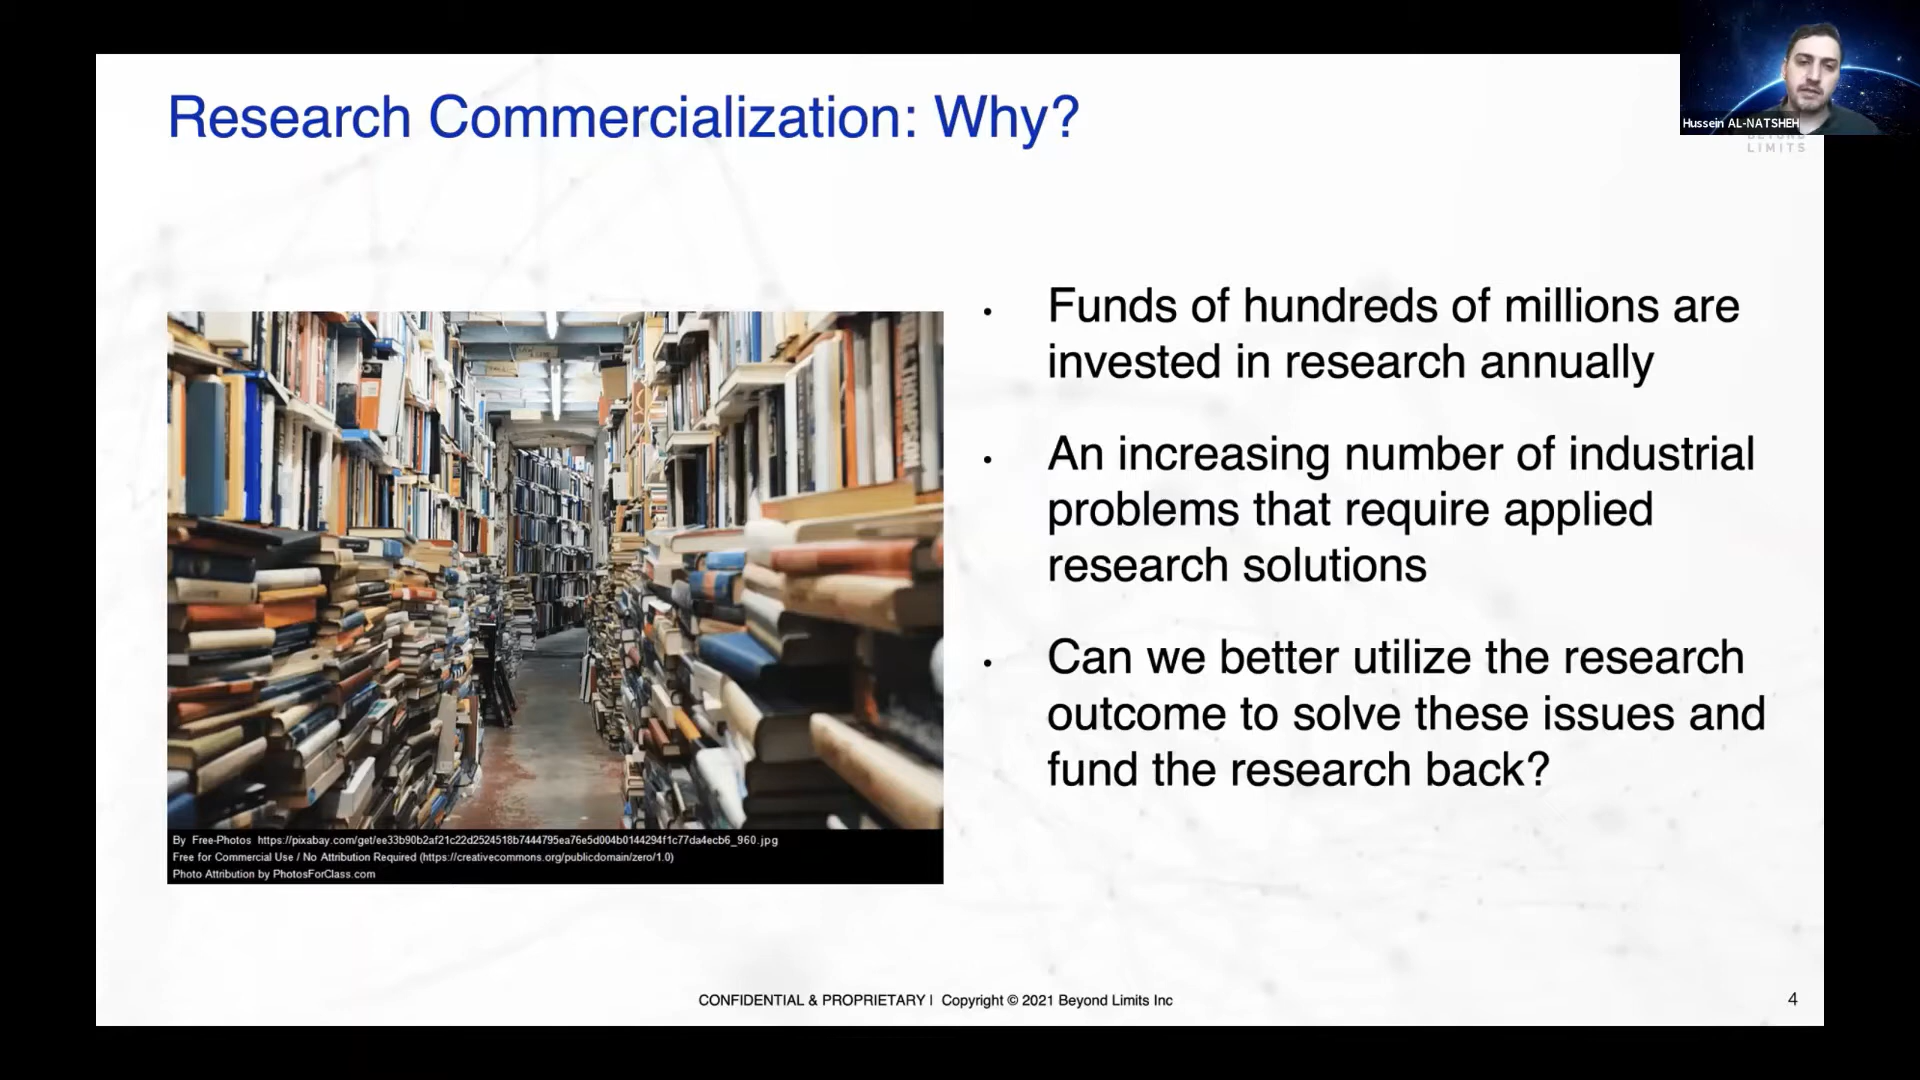 Research Commercialization: Why?
Hussein AL-NATSHEH
BEYOND
LIMITS
• Funds of hundreds of millions are
invested in research annually
• An increasing number of industrial
problems that require applied
research solutions
• Can we better utilize the research
outcome to solve these issues and
fund the research back?
By Free-Photos https://pixabay.com/get/ee33b90b2af21c22d2524518b7444795ea76e5d004b0144294f1c77da4ecb6_960.jpg
Free for Commercial Use / No Attribution Required (https://creativecommons.org/publicdomain/zero/1.0)
Photo Attribution by PhotosForClass.com
CONFIDENTIAL & PROPRIETARY | Copyright © 2021 Beyond Limits Inc
4